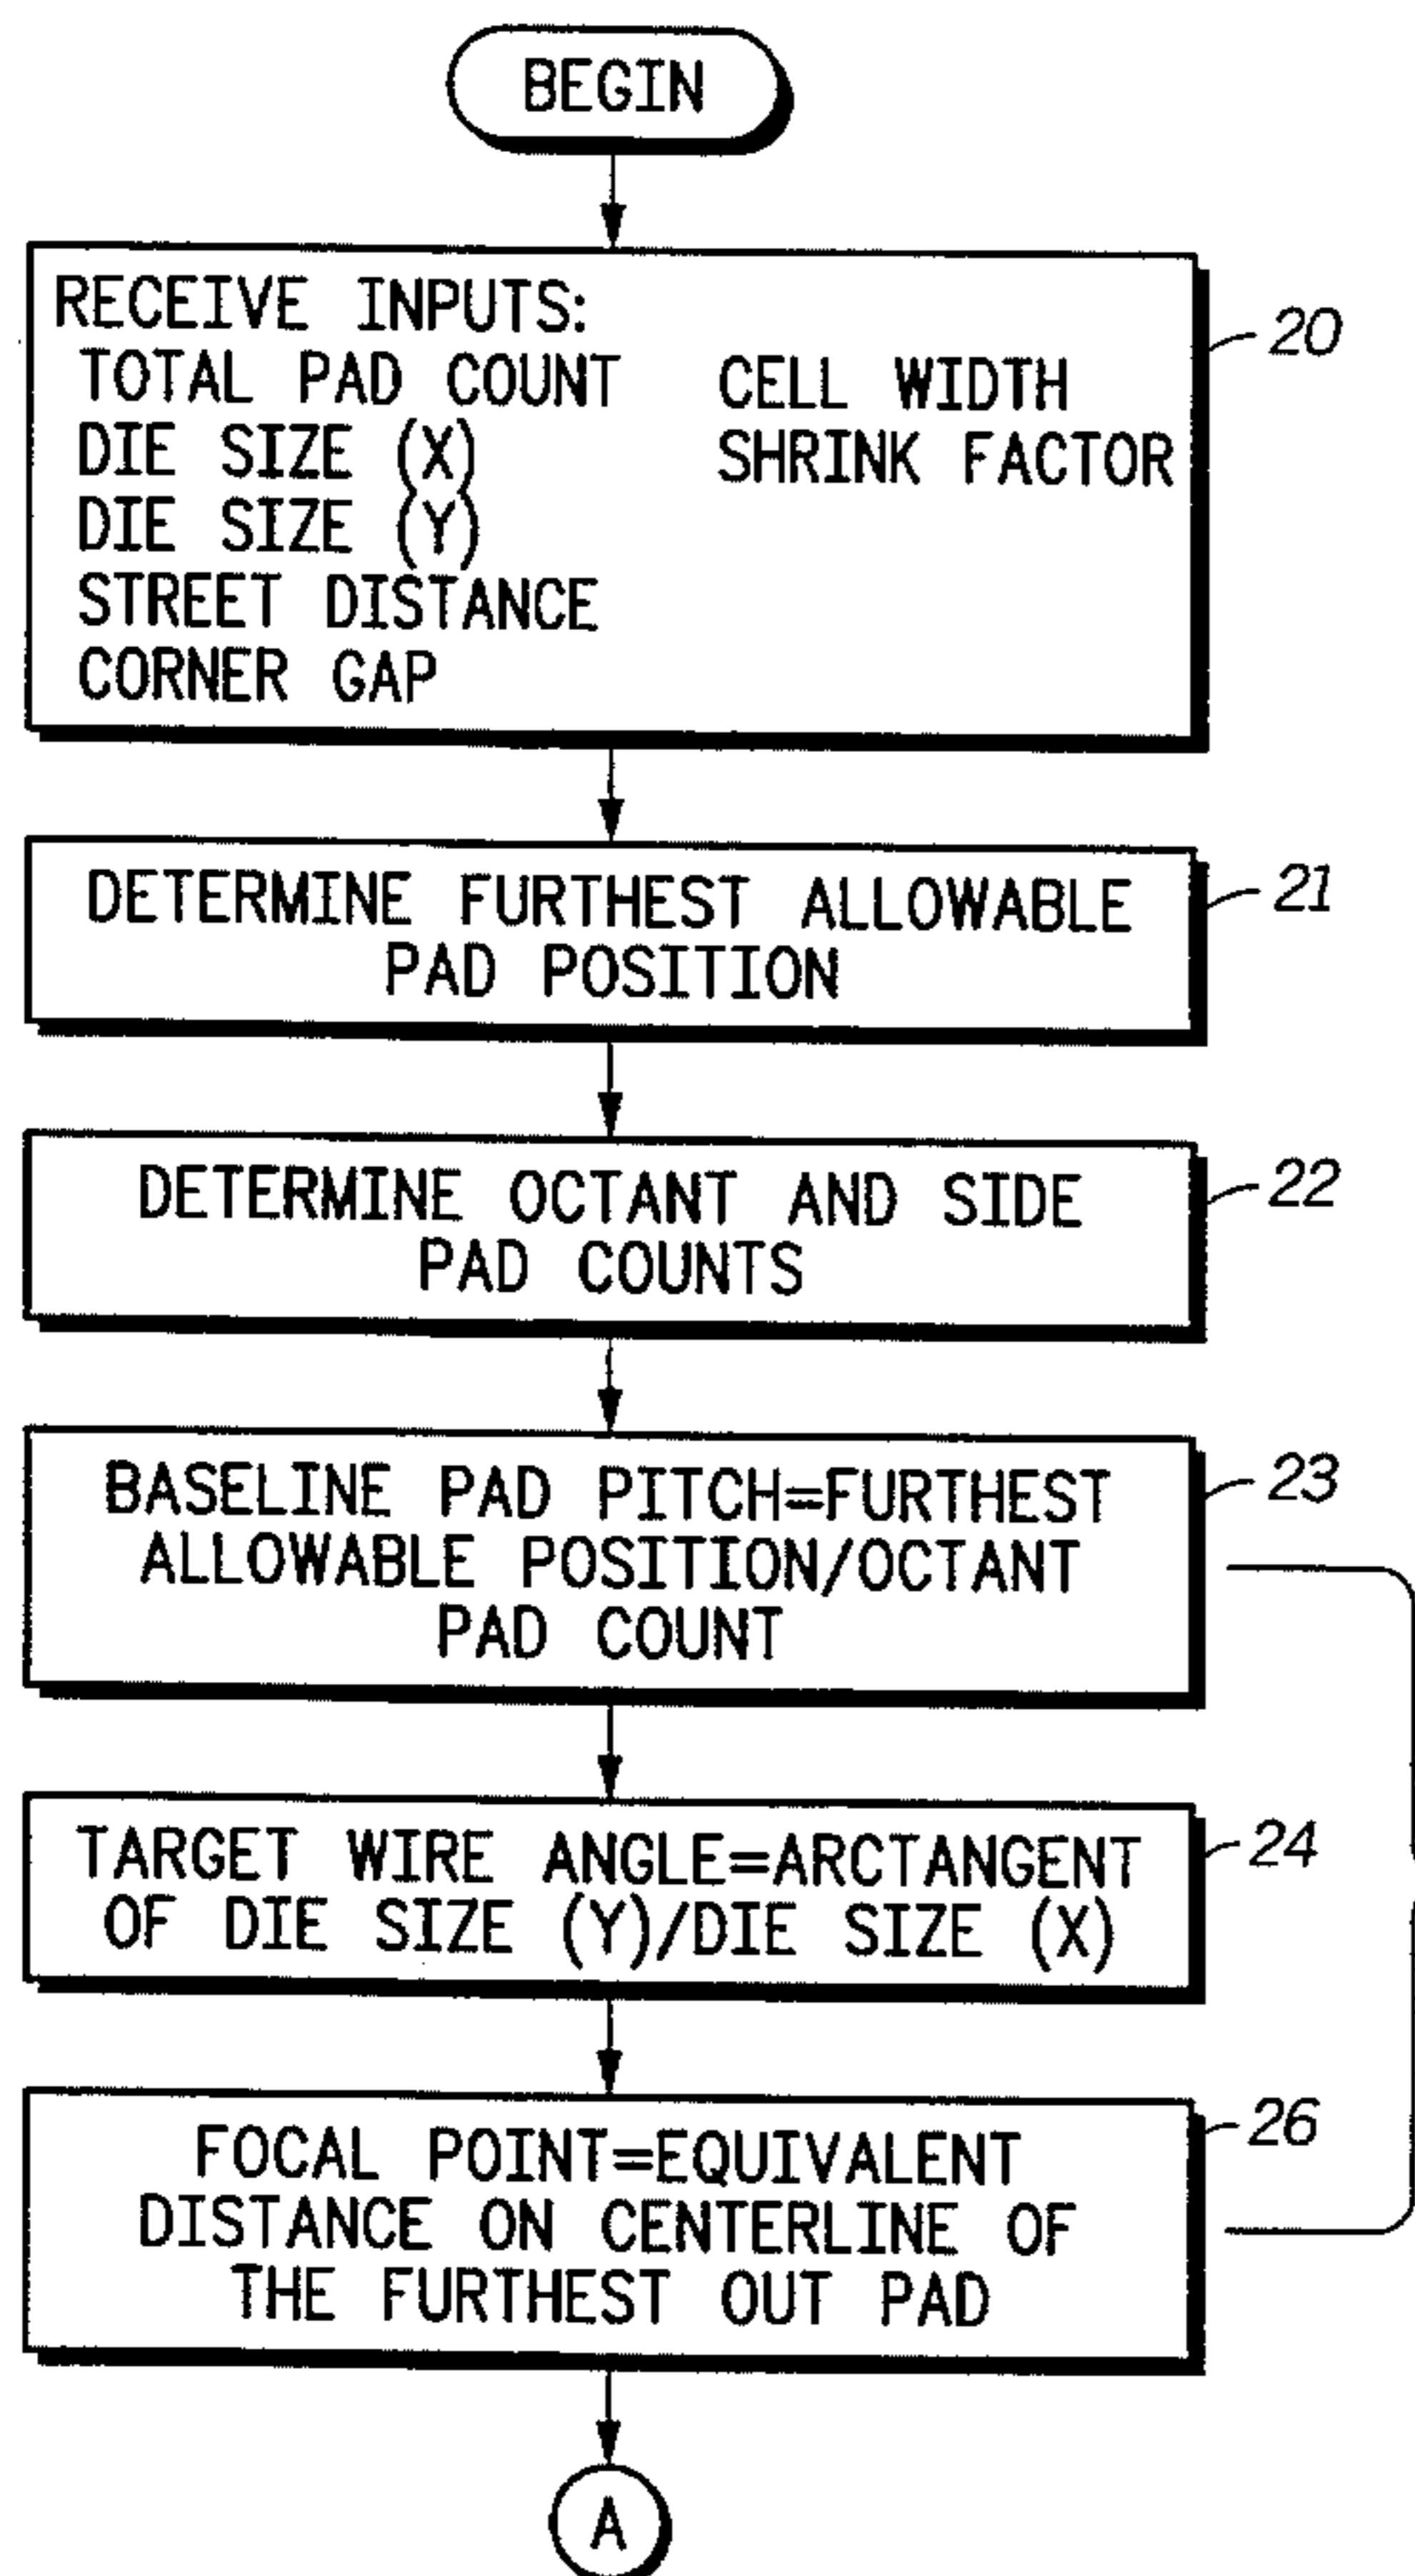 BEGIN
RECEIVE INPUTS:
TOTAL PAD COUNT CELL WIDTH
DIE SIZE (X) SHRINK FACTOR
DIE SIZE (Y)
STREET DISTANCE
CORNER GAP
20
DETERMINE FURTHEST ALLOWABLE
PAD POSITION
21
DETERMINE OCTANT AND SIDE
PAD COUNTS
22
BASELINE PAD PITCH=FURTHEST
ALLOWABLE POSITION/OCTANT
PAD COUNT
23
TARGET WIRE ANGLE=ARCTANGENT
OF DIE SIZE (Y)/DIE SIZE (X)
24
FOCAL POINT=EQUIVALENT
DISTANCE ON CENTERLINE OF
THE FURTHEST OUT PAD
26
A